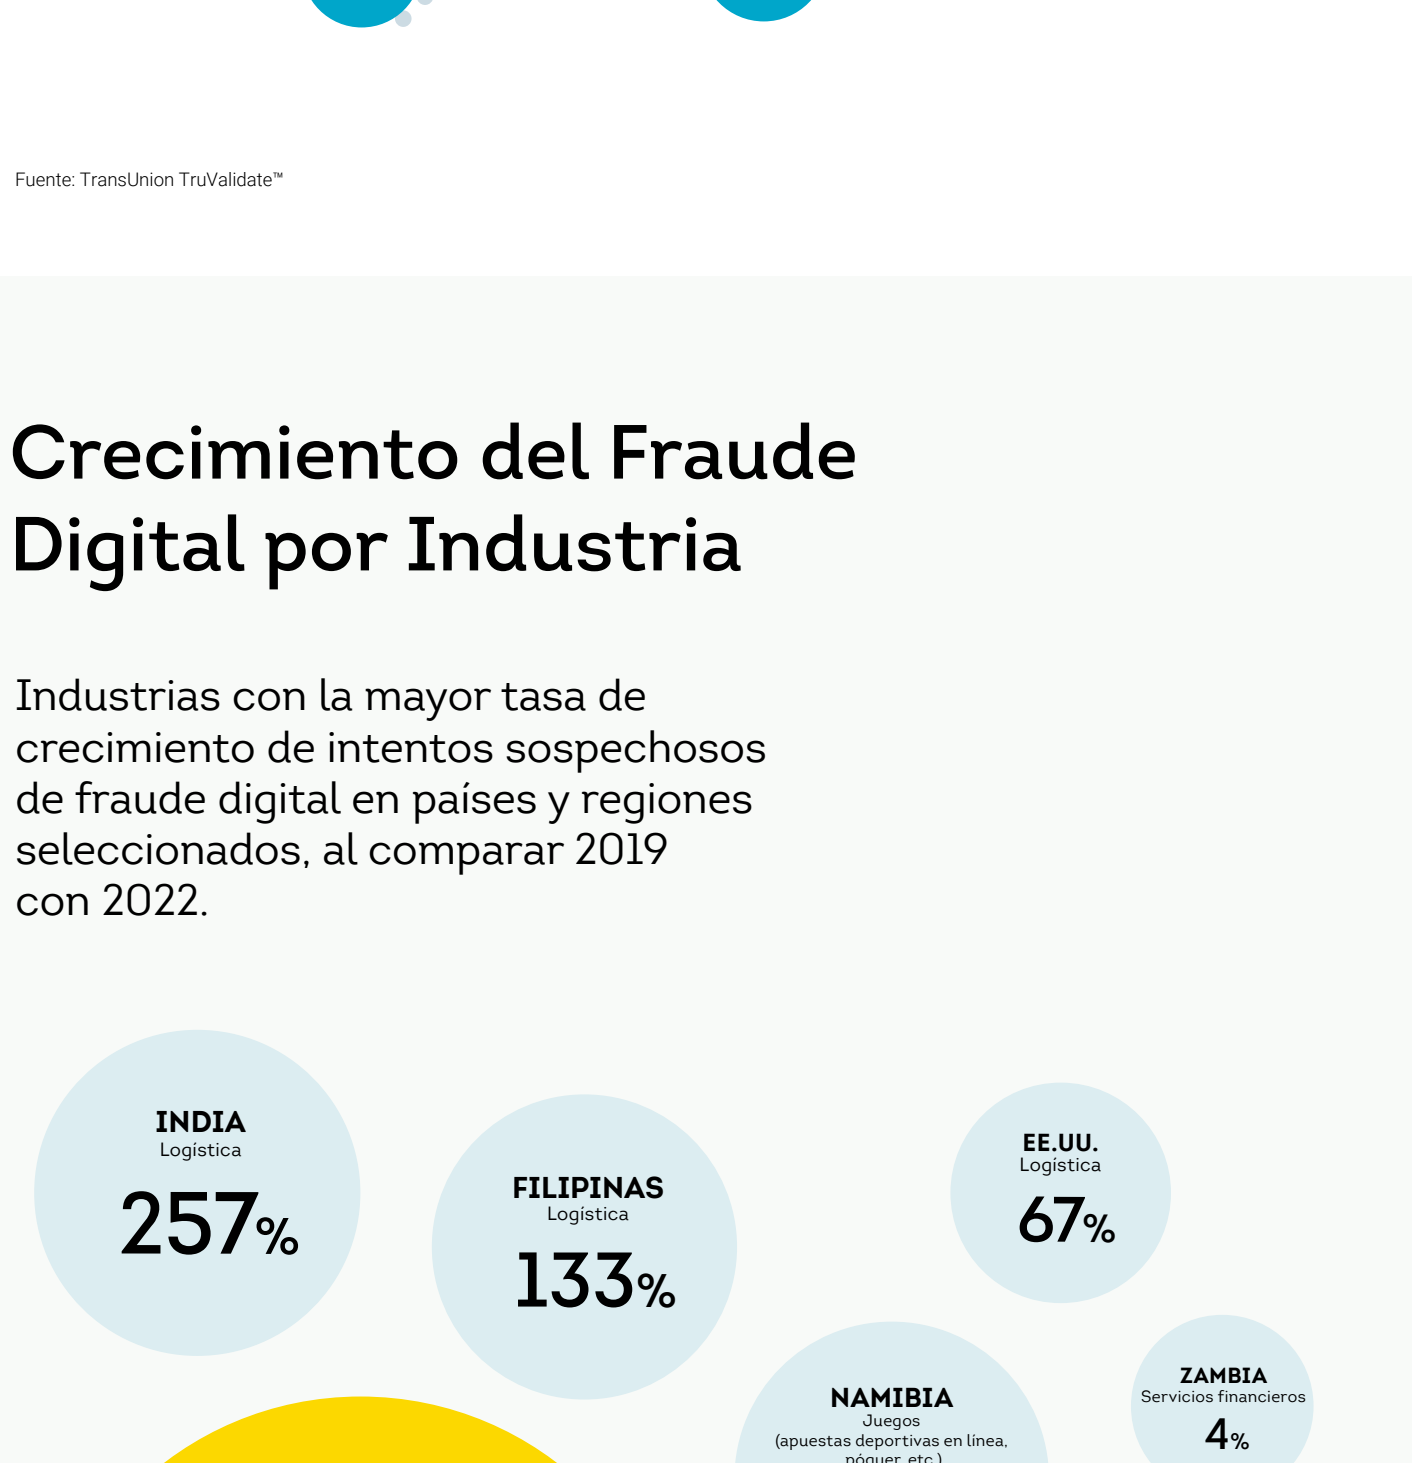 Fuente: TransUnion TruValidate™
Crecimiento del Fraude
Digital por Industria
Industrias con la mayor tasa de
crecimiento de intentos sospechosos
de fraude digital en países y regiones
seleccionados, al comparar 2019
con 2022.
INDIA
Logística
257%
FILIPINAS
Logística
133%
EE.UU.
Logística
67%
ZAMBIA
Servicios financieros
4%
NAMIBIA
Juegos
(apuestas deportivas en línea,
póquer, etc.)